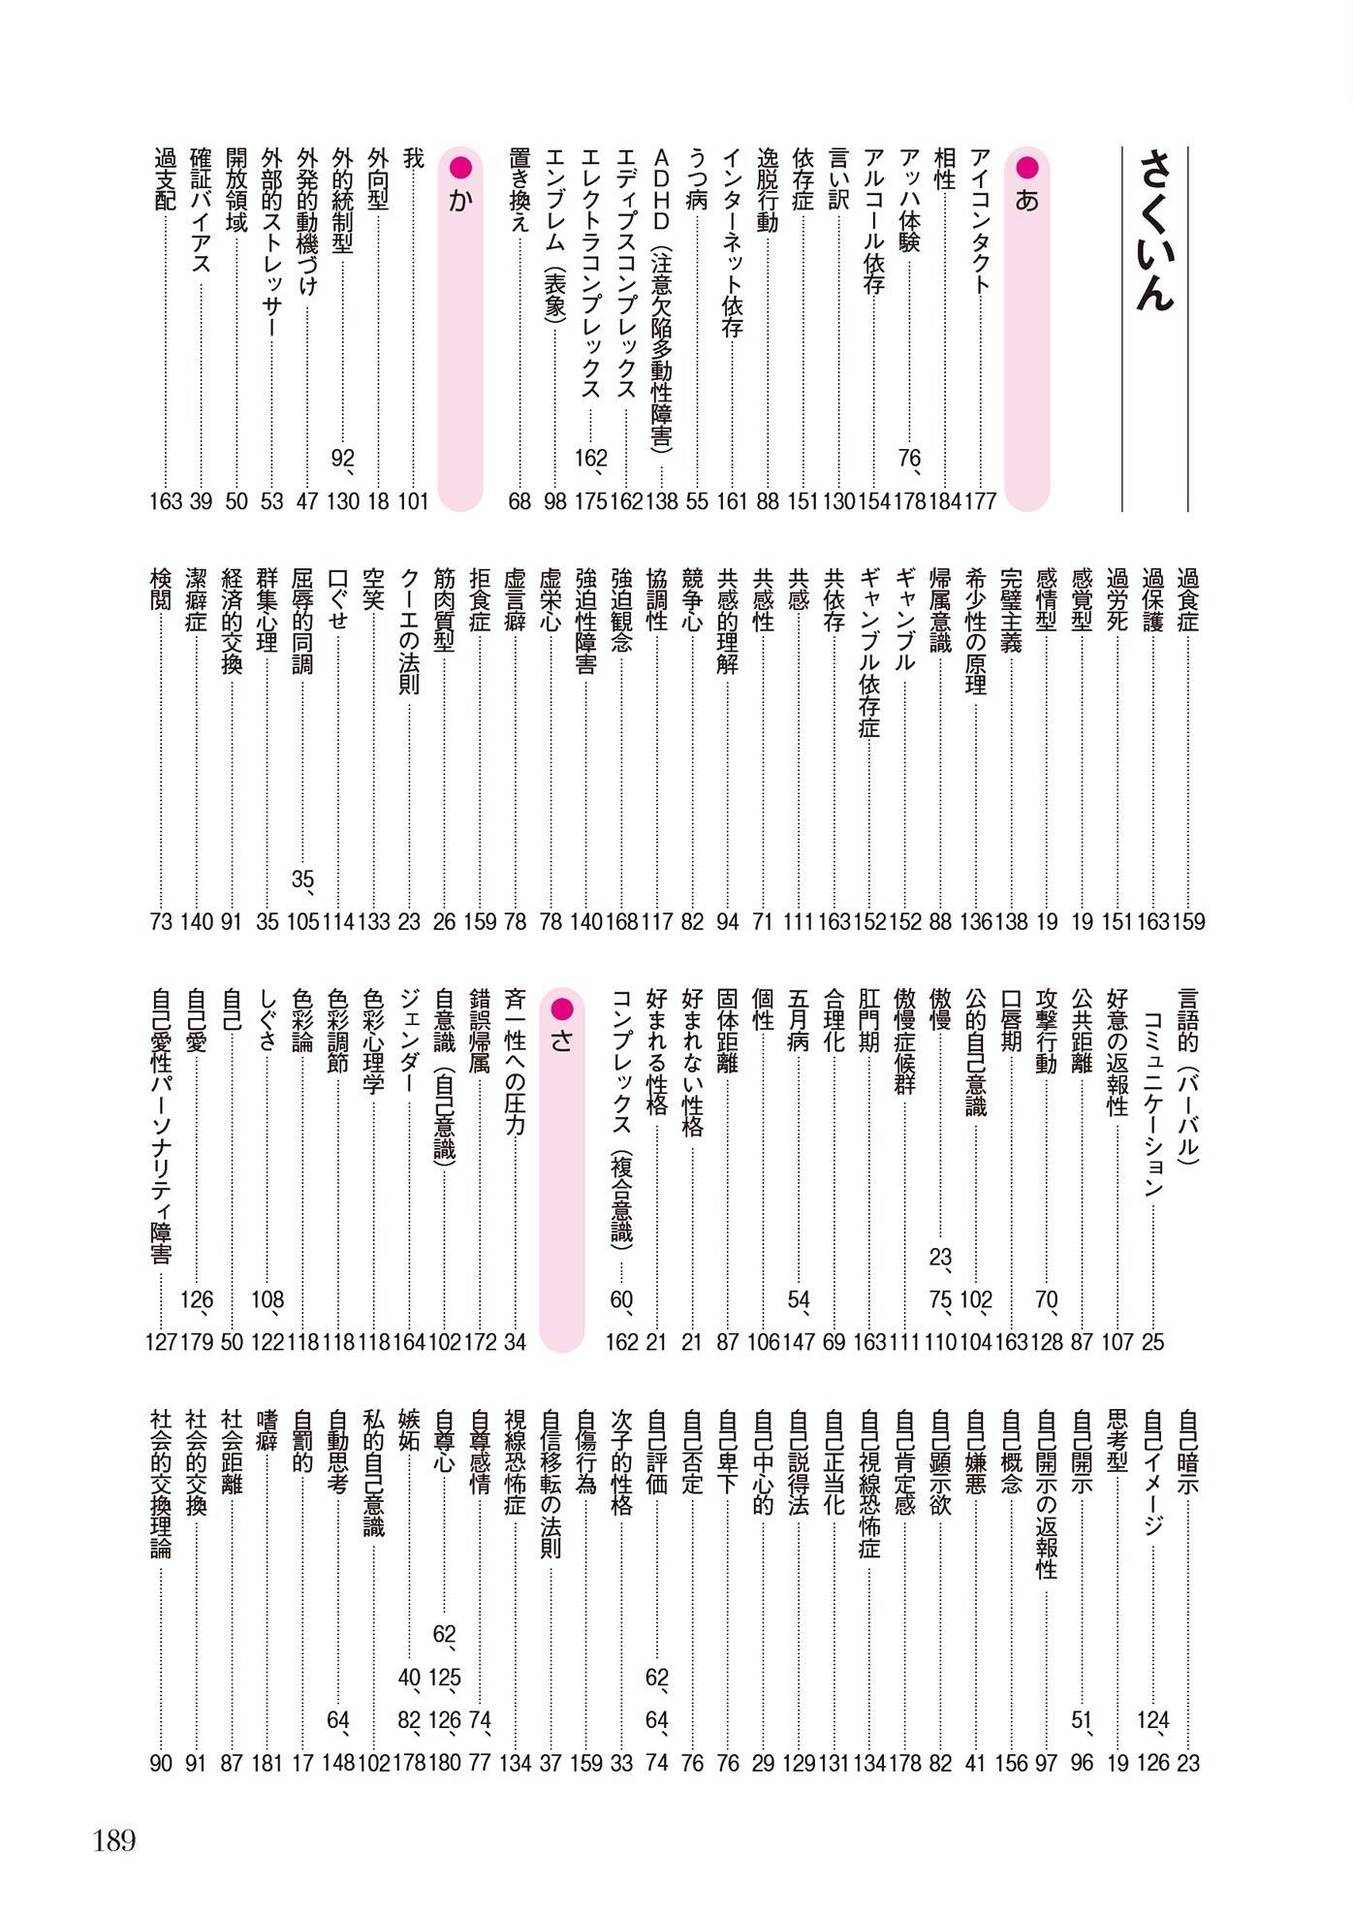 さくいん
● あ
アイコンタクト……177
相性……184
アッハ体験……76、178
アルコール依存……154
言い訳……130
依存症……151
逸脱行動……88
インターネット依存……161
うつ病……55
ADHD（注意欠陥多動性障害）……138
エディプスコンプレックス……162
エレクトラコンプレックス……162、175
エンブレム（表象）……98
置き換え……68
● か
我……101
外向型……18
外的統制型……92、130
外発的動機づけ……47
外部的ストレッサー……53
開放領域……50
確証バイアス……39
過支配……163
過食症……159
過保護……163
過労死……151
感覚型……19
感情型……19
完璧主義……138
希少性の原理……136
帰属意識……88
ギャンブル……152
ギャンブル依存症……152
共依存……163
共感……111
共感性……71
共感的理解……94
競争心……82
協調性……117
強迫観念……168
強迫性障害……140
虚栄心……78
虚言癖……78
拒食症……159
筋肉質型……26
クーエの法則……23
空笑……133
口ぐせ……114
屈辱的同調……35、105
群集心理……35
経済的交換……91
潔癖症……140
検閲……73
言語的（バーバル）
コミュニケーション……25
好意の返報性……107
公共距離……87
攻撃行動……70、128
口唇期……163
公的自己意識……102、104
傲慢……23、75、110
傲慢症候群……111
肛門期……163
合理化……69
五月病……54、147
個性……106
固体距離……87
好まれない性格……21
好まれる性格……21
コンプレックス（複合意識）……60、162
● さ
斉一性への圧力……34
錯誤帰属……172
自意識（自己意識）……102
ジェンダー……164
色彩心理学……118
色彩調節……118
色彩論……118
しぐさ……108、122
自己……50
自己愛……126、179
自己愛性パーソナリティ障害……127
自己暗示……23
自己イメージ……124、126
思考型……19
自己開示……51、96
自己開示の返報性……97
自己概念……156
自己嫌悪……41
自己顕示欲……82
自己肯定感……178
自己視線恐怖症……134
自己正当化……131
自己説得法……129
自己中心的……29
自己卑下……76
自己否定……76
自己評価……62、64、74
次子的性格……33
自傷行為……159
自信移転の法則……37
視線恐怖症……134
自尊感情……74、77
自尊心……62、125、126、180
嫉妬……40、82、178
私的自己意識……102
自動思考……64、148
自罰的……17
嗜癖……181
社会距離……87
社会的交換……91
社会的交換理論……90
189